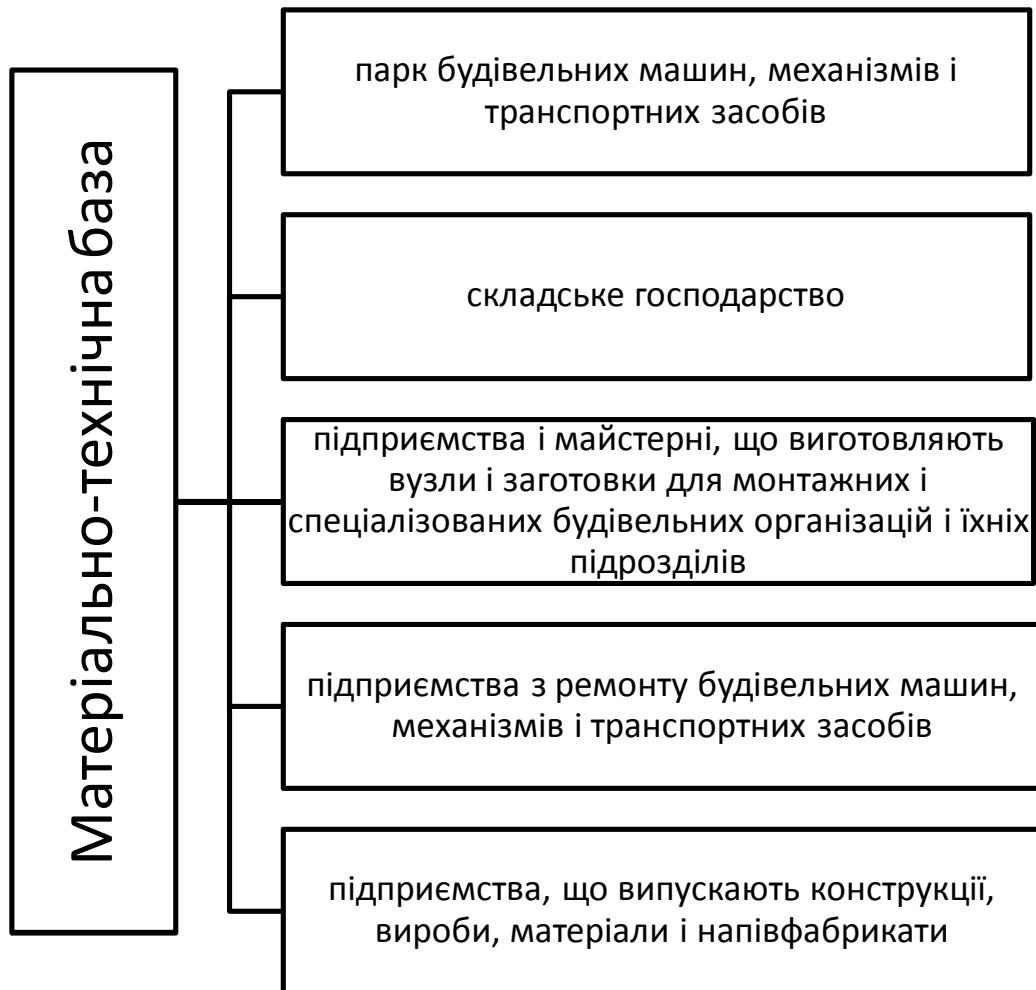 Матеріально-технічна база
парк будівельних машин, механізмів і
транспортних засобів
складське господарство
підприємства і майстерні, що виготовляють
вузли і заготовки для монтажних і
спеціалізованих будівельних організацій і їхніх
підрозділів
підприємства з ремонту будівельних машин,
механізмів і транспортних засобів
підприємства, що випускають конструкції,
вироби, матеріали і напівфабрикати